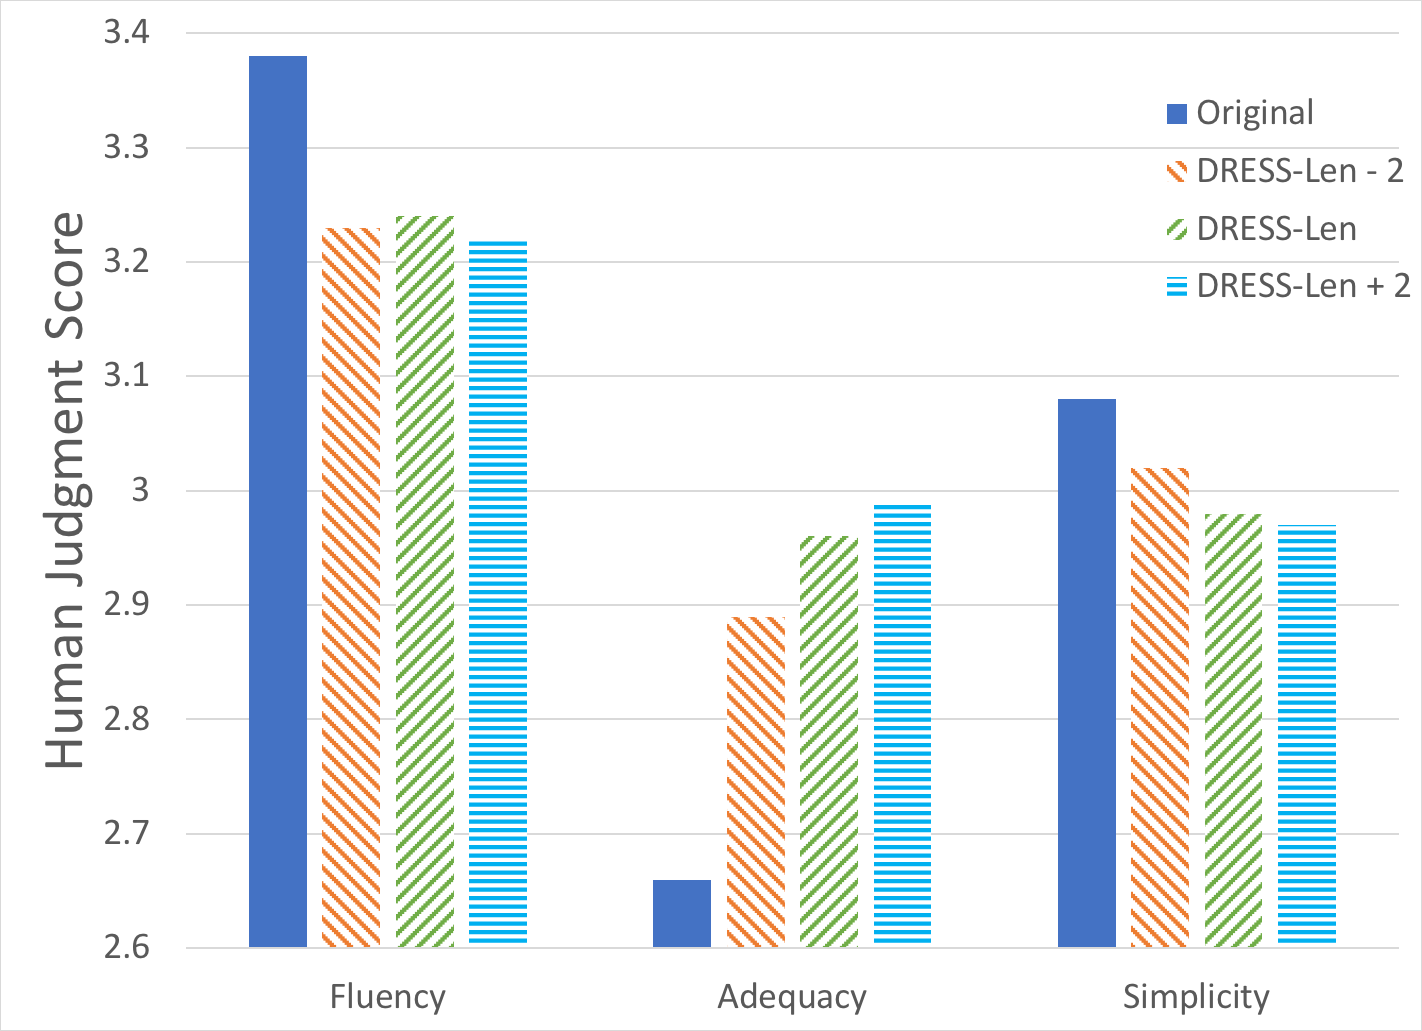 Human Judgment Score
3.4
3.3
3.2
3.1
3
2.9
2.8
2.7
2.6
Original
DRESS-Len - 2
DRESS-Len
DRESS-Len + 2
Fluency
Adequacy
Simplicity